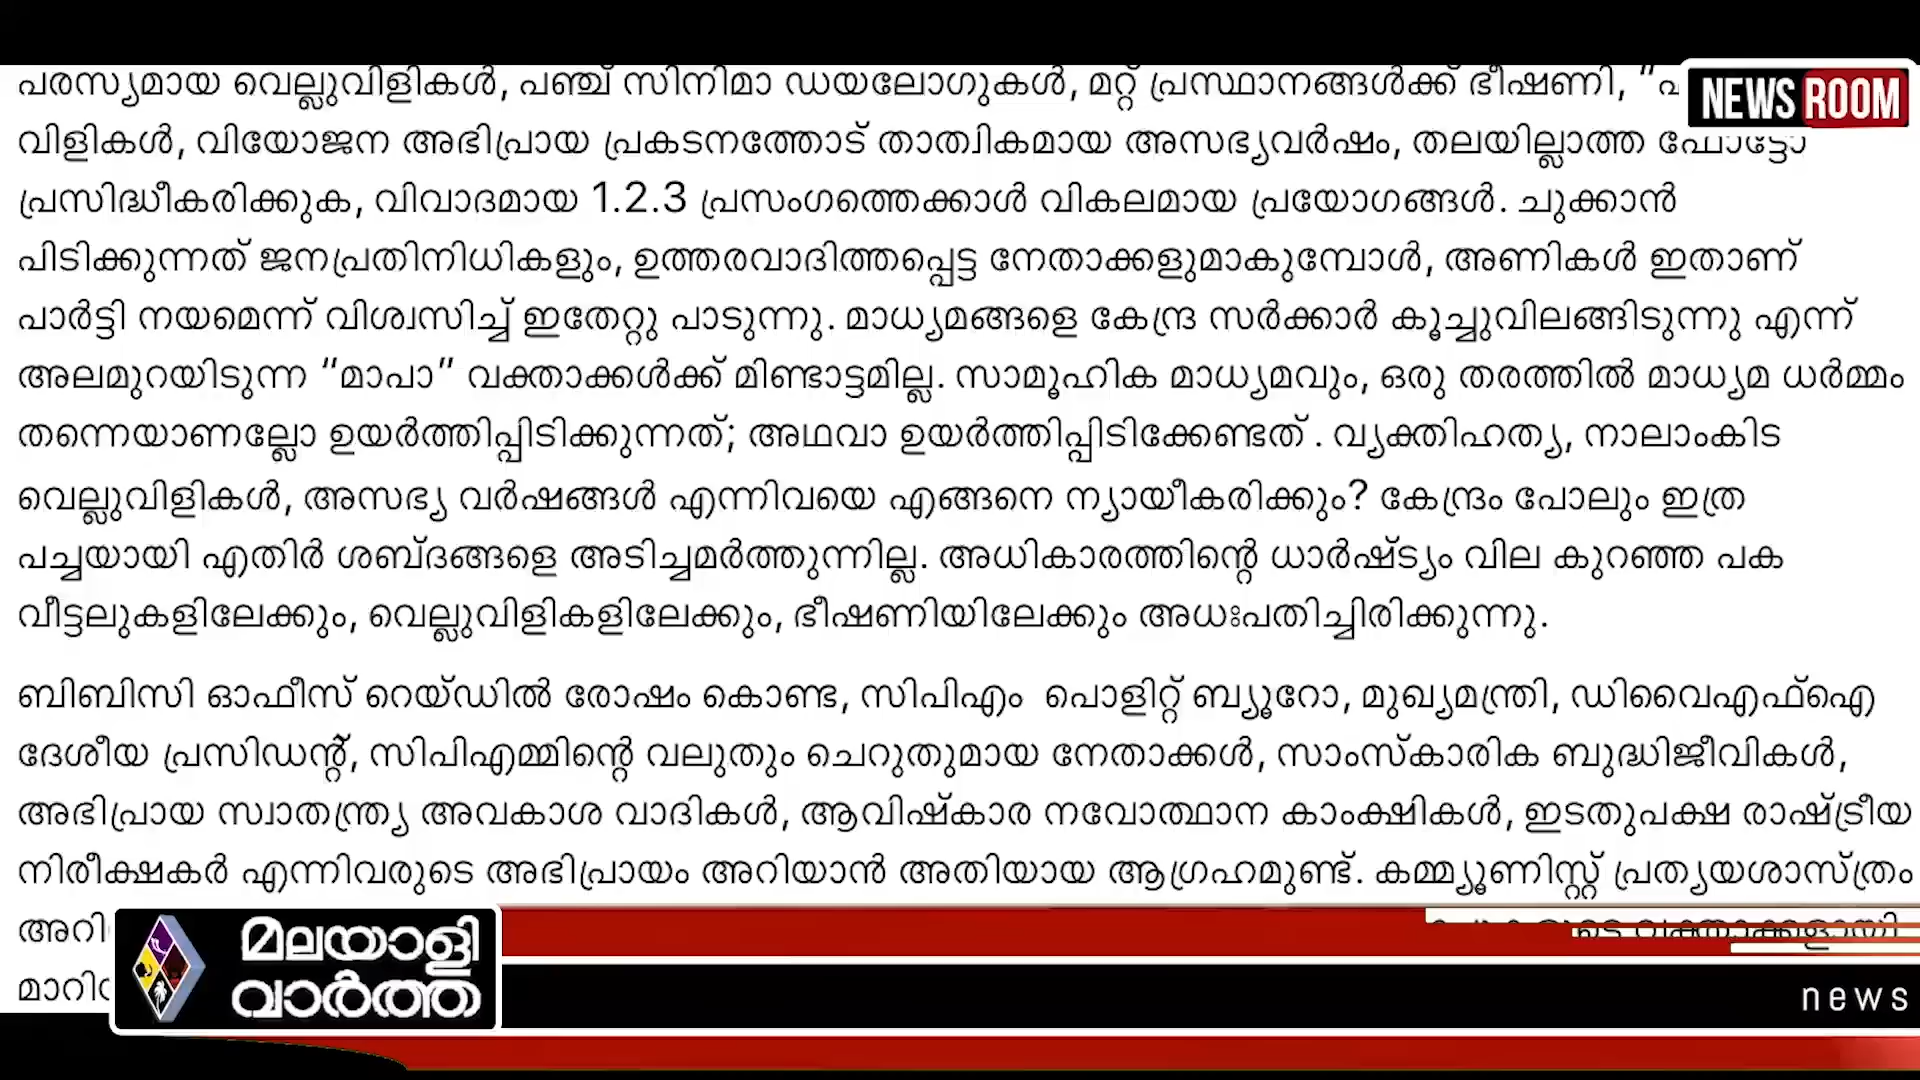 പരസ്യമായ വെല്ലുവിളികൾ, പഞ്ച് സിനിമാ ഡയലോഗുകൾ, മറ്റ് പ്രസ്ഥാനങ്ങൾക്ക് ഭീഷണി,
NEWS ROOM
വിളികൾ, വിയോജന അഭിപ്രായ പ്രകടനത്തോട് താത്വികമായ അസഭ്യവർഷം, തലയില്ലാത്ത ഫോട്ടോ
പ്രസിദ്ധീകരിക്കുക, വിവാദമായ 1.2.3 പ്രസംഗത്തെക്കാൾ വികലമായ പ്രയോഗങ്ങൾ. ചുക്കാൻ
പിടിക്കുന്നത് ജനപ്രതിനിധികളും, ഉത്തരവാദിത്തപ്പെട്ട നേതാക്കളുമാകുമ്പോൾ, അണികൾ ഇതാണ്
പാർട്ടി നയമെന്ന് വിശ്വസിച്ച് ഇതേറ്റു പാടുന്നു. മാധ്യമങ്ങളെ കേന്ദ്ര സർക്കാർ കൂച്ചുവിലങ്ങിടുന്നു എന്ന്
അലമുറയിടുന്ന “മാപാ” വക്താക്കൾക്ക് മിണ്ടാട്ടമില്ല. സാമൂഹിക മാധ്യമവും, ഒരു തരത്തിൽ മാധ്യമ ധർമ്മം
തന്നെയാണല്ലോ ഉയർത്തിപ്പിടിക്കുന്നത്; അഥവാ ഉയർത്തിപ്പിടിക്കേണ്ടത് . വ്യക്തിഹത്യ, നാലാംകിട
വെല്ലുവിളികൾ, അസഭ്യ വർഷങ്ങൾ എന്നിവയെ എങ്ങനെ ന്യായീകരിക്കും? കേന്ദ്രം പോലും ഇത്ര
പച്ചയായി എതിർ ശബ്ദങ്ങളെ അടിച്ചമർത്തുന്നില്ല. അധികാരത്തിന്റെ ധാർഷ്ട്യം വില കുറഞ്ഞ പക
വീട്ടലുകളിലേക്കും, വെല്ലുവിളികളിലേക്കും, ഭീഷണിയിലേക്കും അധഃപതിച്ചിരിക്കുന്നു.
ബിബിസി ഓഫീസ് റെയ്ഡിൽ രോഷം കൊണ്ട, സിപിഎം പൊളിറ്റ് ബ്യൂറോ, മുഖ്യമന്ത്രി, ഡിവൈഎഫ്ഐ
ദേശീയ പ്രസിഡന്റ്, സിപിഎമ്മിന്റെ വലുതും ചെറുതുമായ നേതാക്കൾ, സാംസ്കാരിക ബുദ്ധിജീവികൾ,
അഭിപ്രായ സ്വാതന്ത്ര്യ അവകാശ വാദികൾ, ആവിഷ്കാര നവോത്ഥാന കാംക്ഷികൾ, ഇടതുപക്ഷ രാഷ്ട്രീയ
നിരീക്ഷകർ എന്നിവരുടെ അഭിപ്രായം അറിയാൻ അതിയായ ആഗ്രഹമുണ്ട്. കമ്മ്യൂണിസ്റ്റ് പ്രത്യയശാസ്ത്രം
മലയാളി
വാർത്ത
news